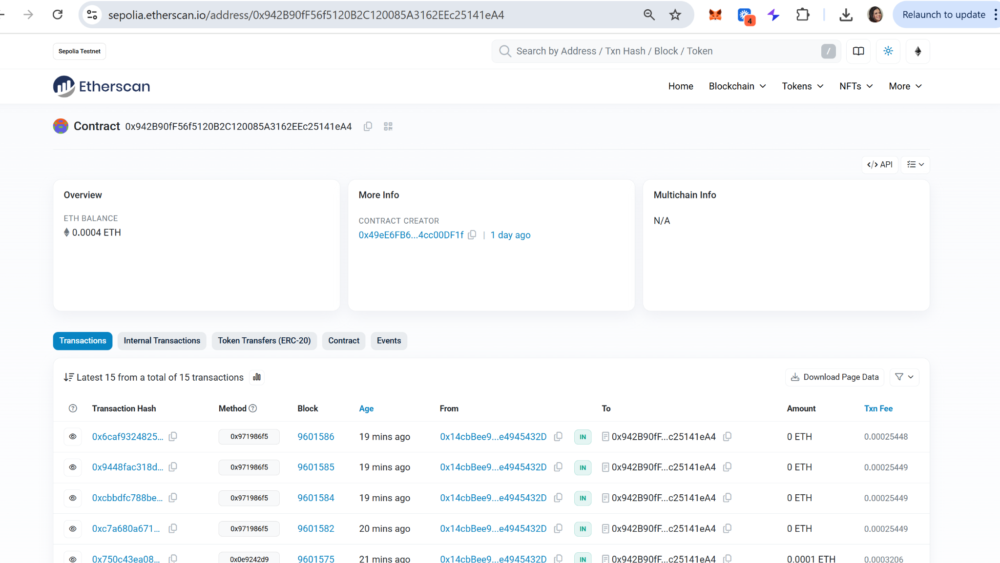 sepolia.etherscan.io/address/0x942B90fF56f5120B2C120085A3162EEc25141eA4
4
Relaunch to update
Sepolia Testnet
Search by Address / Txn Hash / Block / Token
/
Etherscan
Home Blockchain Tokens NFTs More
Contract 0x942B90fF56f5120B2C120085A3162EEc25141eA4
</> API
Overview
ETH BALANCE
0.0004 ETH
More Info
CONTRACT CREATOR
0x49eE6FB6...4cc00DF1f | 1 day ago
Multichain Info
N/A
Transactions Internal Transactions Token Transfers (ERC-20) Contract Events
Latest 15 from a total of 15 transactions
Download Page Data
? Transaction Hash Method ? Block Age From To Amount Txn Fee
0x6caf9324825... 0x971986f5 9601586 19 mins ago 0x14cbBee9...e4945432D IN 0x942B90fF...c25141eA4 0 ETH 0.00025448
0x9448fac318d... 0x971986f5 9601585 19 mins ago 0x14cbBee9...e4945432D IN 0x942B90fF...c25141eA4 0 ETH 0.00025449
0xcbbdfc788be... 0x971986f5 9601584 19 mins ago 0x14cbBee9...e4945432D IN 0x942B90fF...c25141eA4 0 ETH 0.00025449
0xc7a680a671... 0x971986f5 9601582 20 mins ago 0x14cbBee9...e4945432D IN 0x942B90fF...c25141eA4 0 ETH 0.00025449
0x750c43ea08... 0x0e9242d9 9601575 21 mins ago 0x14cbBee9...e4945432D IN 0x942B90fF...c25141eA4 0.0001 ETH 0.0003206